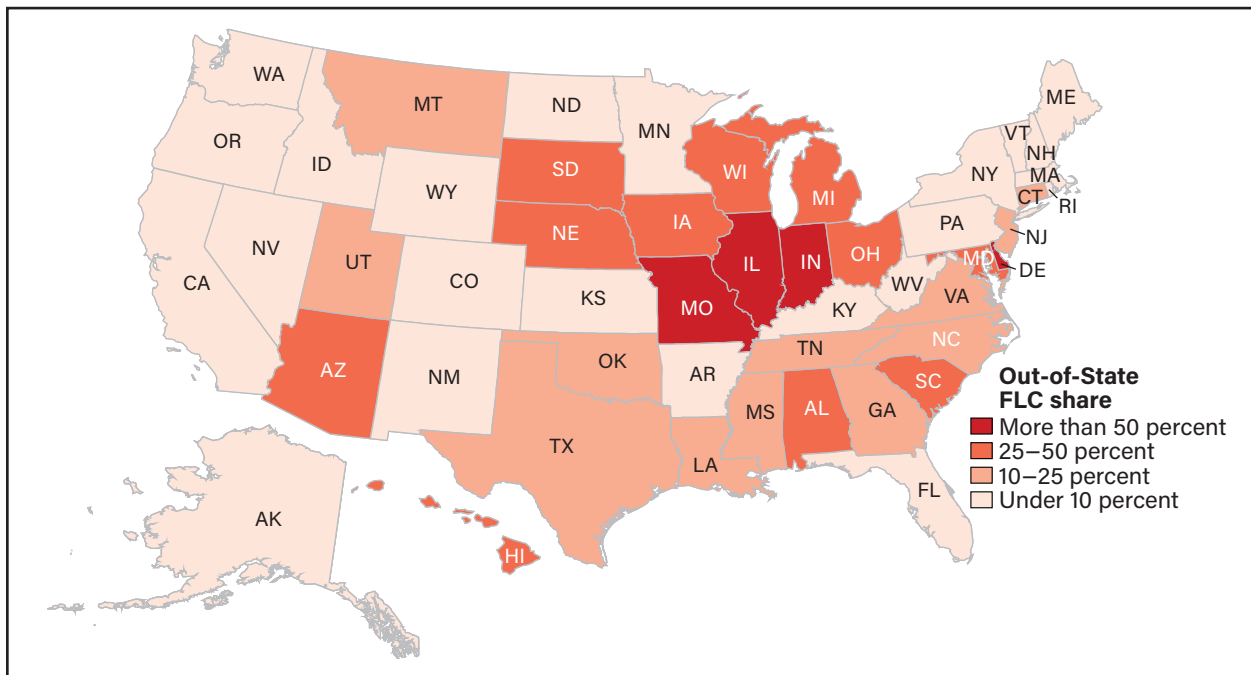 WA
MT
ND
MN
ME
VT
NH
OR
ID
SD
WI
NY
MA
WY
MI
CT
RI
NE
IA
PA
NJ
NV
UT
IL
IN
OH
MD
DE
CA
CO
KS
MO
WV
KY
VA
AZ
NM
OK
AR
TN
NC
SC
MS
AL
GA
TX
LA
FL
AK
HI
Out-of-State
FLC share
More than 50 percent
25–50 percent
10–25 percent
Under 10 percent